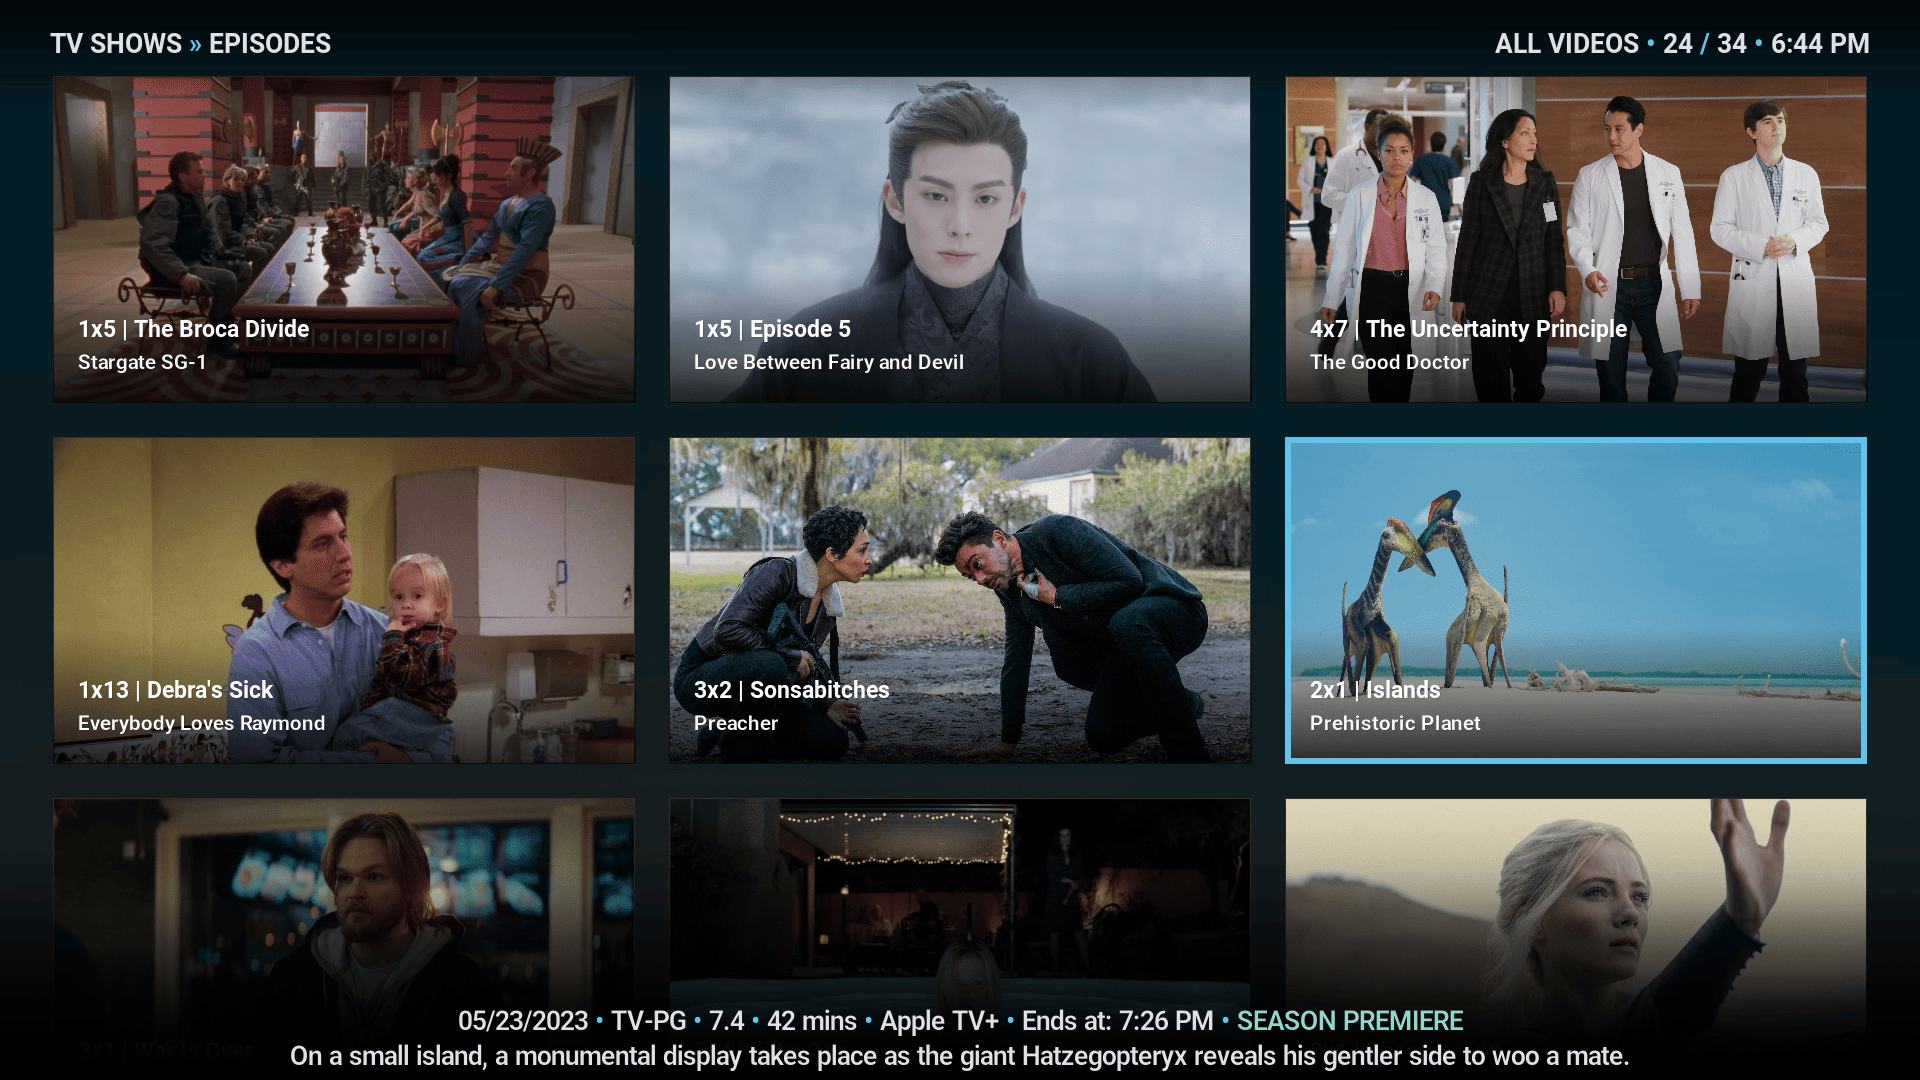 TV SHOWS » EPISODES
ALL VIDEOS • 24 / 34 • 6:44 PM
1x5 | The Broca Divide
Stargate SG-1
1x5 | Episode 5
Love Between Fairy and Devil
4x7 | The Uncertainty Principle
The Good Doctor
1x13 | Debra's Sick
Everybody Loves Raymond
3x2 | Sonsabitches
Preacher
2x1 | Islands
Prehistoric Planet
3x1 | War Is Over
05/23/2023 • TV-PG • 7.4 • 42 mins • Apple TV+ • Ends at: 7:26 PM • SEASON PREMIERE
On a small island, a monumental display takes place as the giant Hatzegopteryx reveals his gentler side to woo a mate.